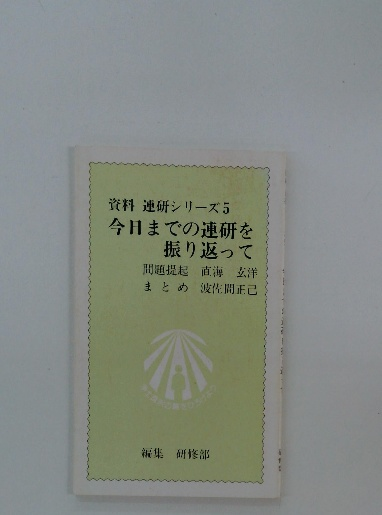 資料 連研シリーズ5
今日までの連研を
振り返って
問題提起 直海 玄洋
まとめ 波佐間正己
編集 研修部